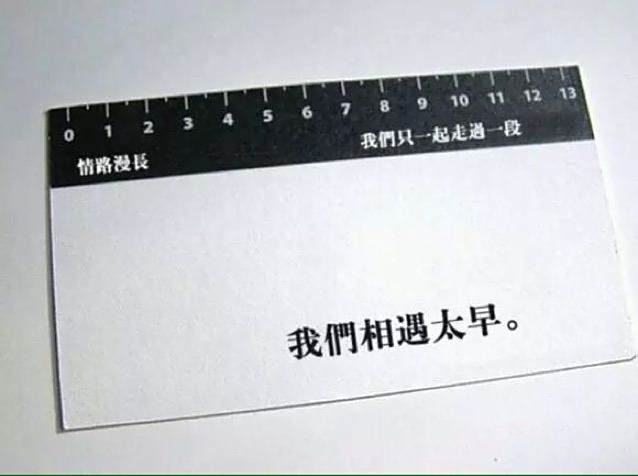 0 1 2 3 4 5 6 7 8 9 10 11 12 13
情路漫長 我們只一起走過一段
我們相遇太早。